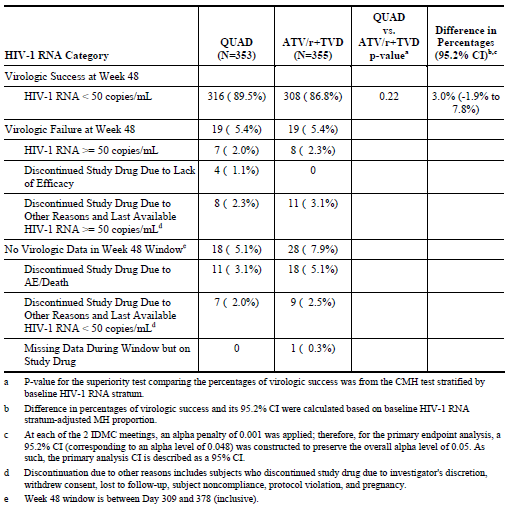 HIV-1 RNA Category QUAD (N=353) ATV/r+TVD (N=355) QUAD vs. ATV/r+TVD p-valueᵃ Difference in Percentages (95.2% CI)ᵇ,ᶜ
Virologic Success at Week 48
HIV-1 RNA < 50 copies/mL 316 ( 89.5%) 308 ( 86.8%) 0.22 3.0% (-1.9% to 7.8%)
Virologic Failure at Week 48 19 ( 5.4%) 19 ( 5.4%)
HIV-1 RNA >= 50 copies/mL 7 ( 2.0%) 8 ( 2.3%)
Discontinued Study Drug Due to Lack of Efficacy 4 ( 1.1%) 0
Discontinued Study Drug Due to Other Reasons and Last Available HIV-1 RNA >= 50 copies/mLᵈ 8 ( 2.3%) 11 ( 3.1%)
No Virologic Data in Week 48 Windowᵉ 18 ( 5.1%) 28 ( 7.9%)
Discontinued Study Drug Due to AE/Death 11 ( 3.1%) 18 ( 5.1%)
Discontinued Study Drug Due to Other Reasons and Last Available HIV-1 RNA < 50 copies/mLᵈ 7 ( 2.0%) 9 ( 2.5%)
Missing Data During Window but on Study Drug 0 1 ( 0.3%)
a P-value for the superiority test comparing the percentages of virologic success was from the CMH test stratified by
baseline HIV-1 RNA stratum.
b Difference in percentages of virologic success and its 95.2% CI were calculated based on baseline HIV-1 RNA
stratum-adjusted MH proportion.
c At each of the 2 IDMC meetings, an alpha penalty of 0.001 was applied; therefore, for the primary endpoint analysis, a
95.2% CI (corresponding to an alpha level of 0.048) was constructed to preserve the overall alpha level of 0.05. As
such, the primary analysis CI is described as a 95% CI.
d Discontinuation due to other reasons includes subjects who discontinued study drug due to investigator's discretion,
withdrew consent, lost to follow-up, subject noncompliance, protocol violation, and pregnancy.
e Week 48 window is between Day 309 and 378 (inclusive).